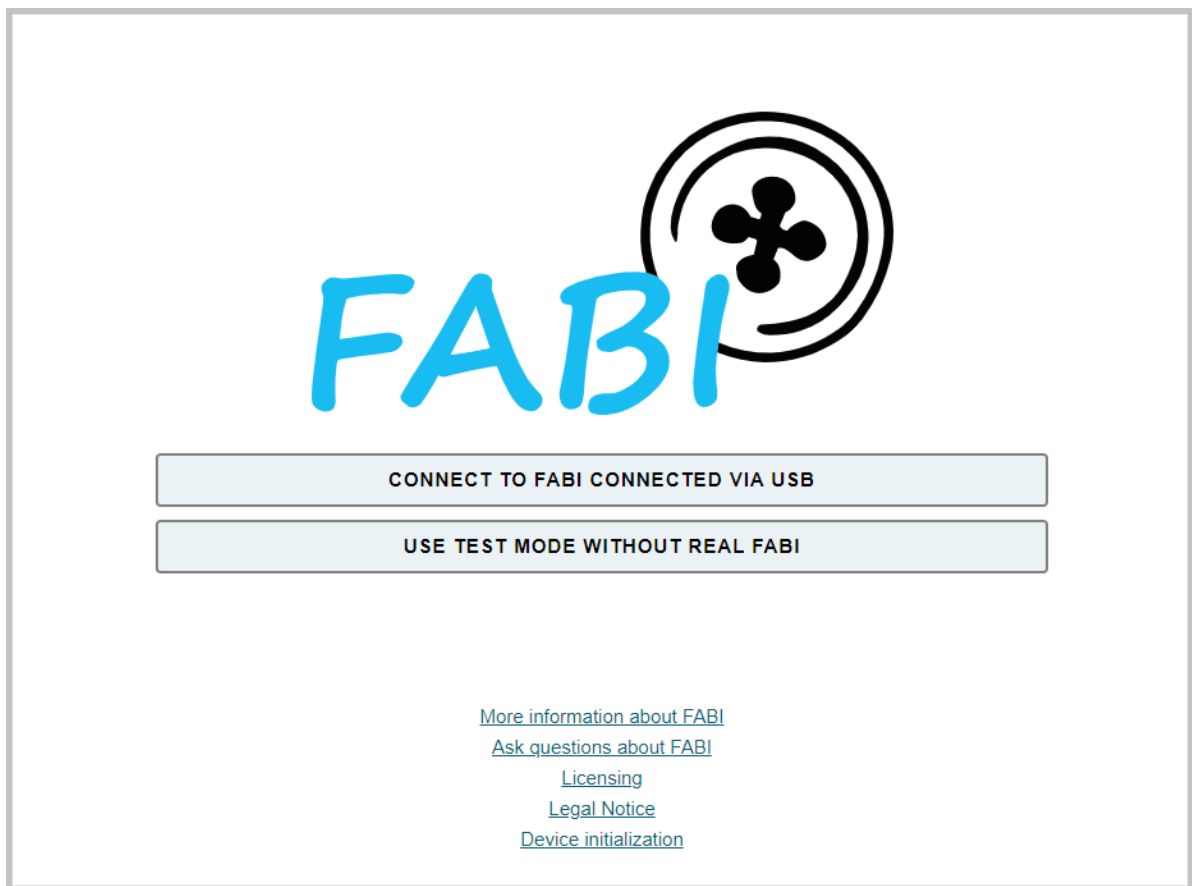 FABI
CONNECT TO FABI CONNECTED VIA USB
USE TEST MODE WITHOUT REAL FABI
More information about FABI
Ask questions about FABI
Licensing
Legal Notice
Device initialization